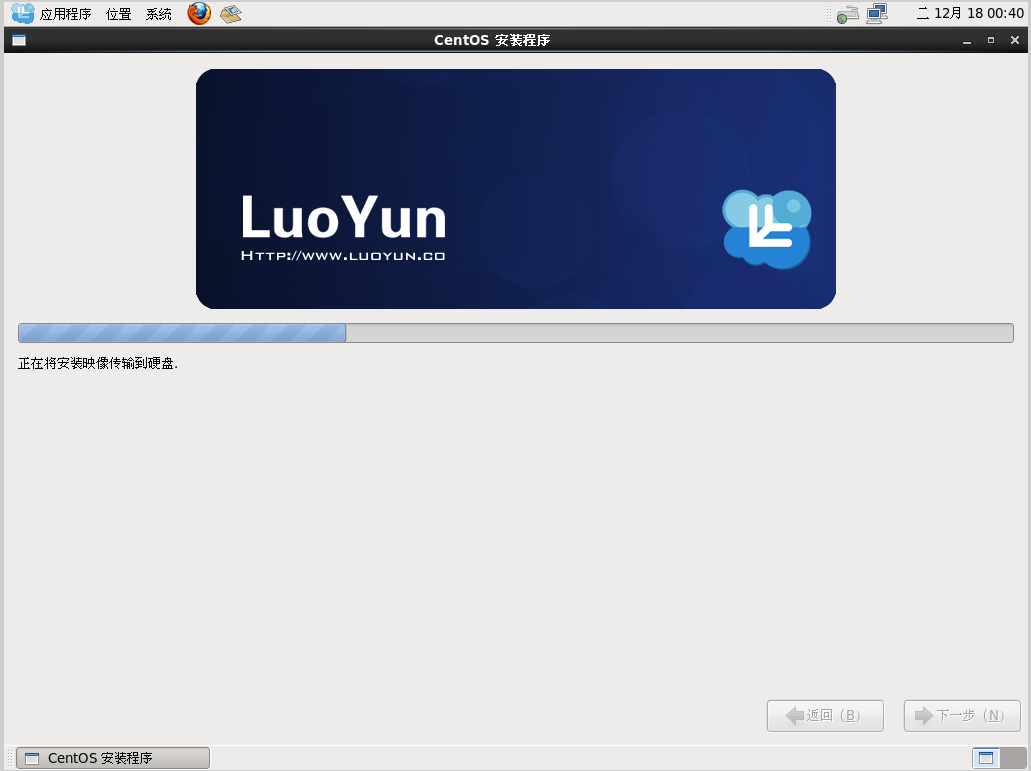 应用程序 位置 系统 二 12月 18 00:40
CentOS 安装程序
LuoYun
HTTP://WWW.LUOYUN.CO
正在将安装映像传输到硬盘.
返回（B） 下一步（N）
CentOS 安装程序